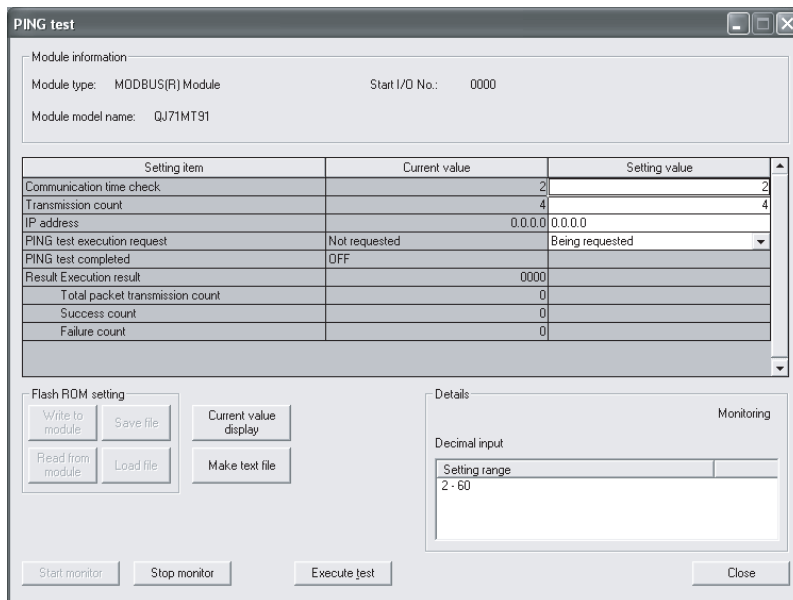 PING test
Module information
Module type: MODBUS(R) Module Start I/O No.: 0000
Module model name: QJ71MT91
Setting item Current value Setting value
Communication time check 2 2
Transmission count 4 4
IP address 0.0.0.0 0.0.0.0
PING test execution request Not requested Being requested
PING test completed OFF
Result Execution result 0000
Total packet transmission count 0
Success count 0
Failure count 0
Flash ROM setting
Write to module
Save file
Current value display
Read from module
Load file
Make text file
Details
Monitoring
Decimal input
Setting range
2 - 60
Start monitor Stop monitor Execute test Close